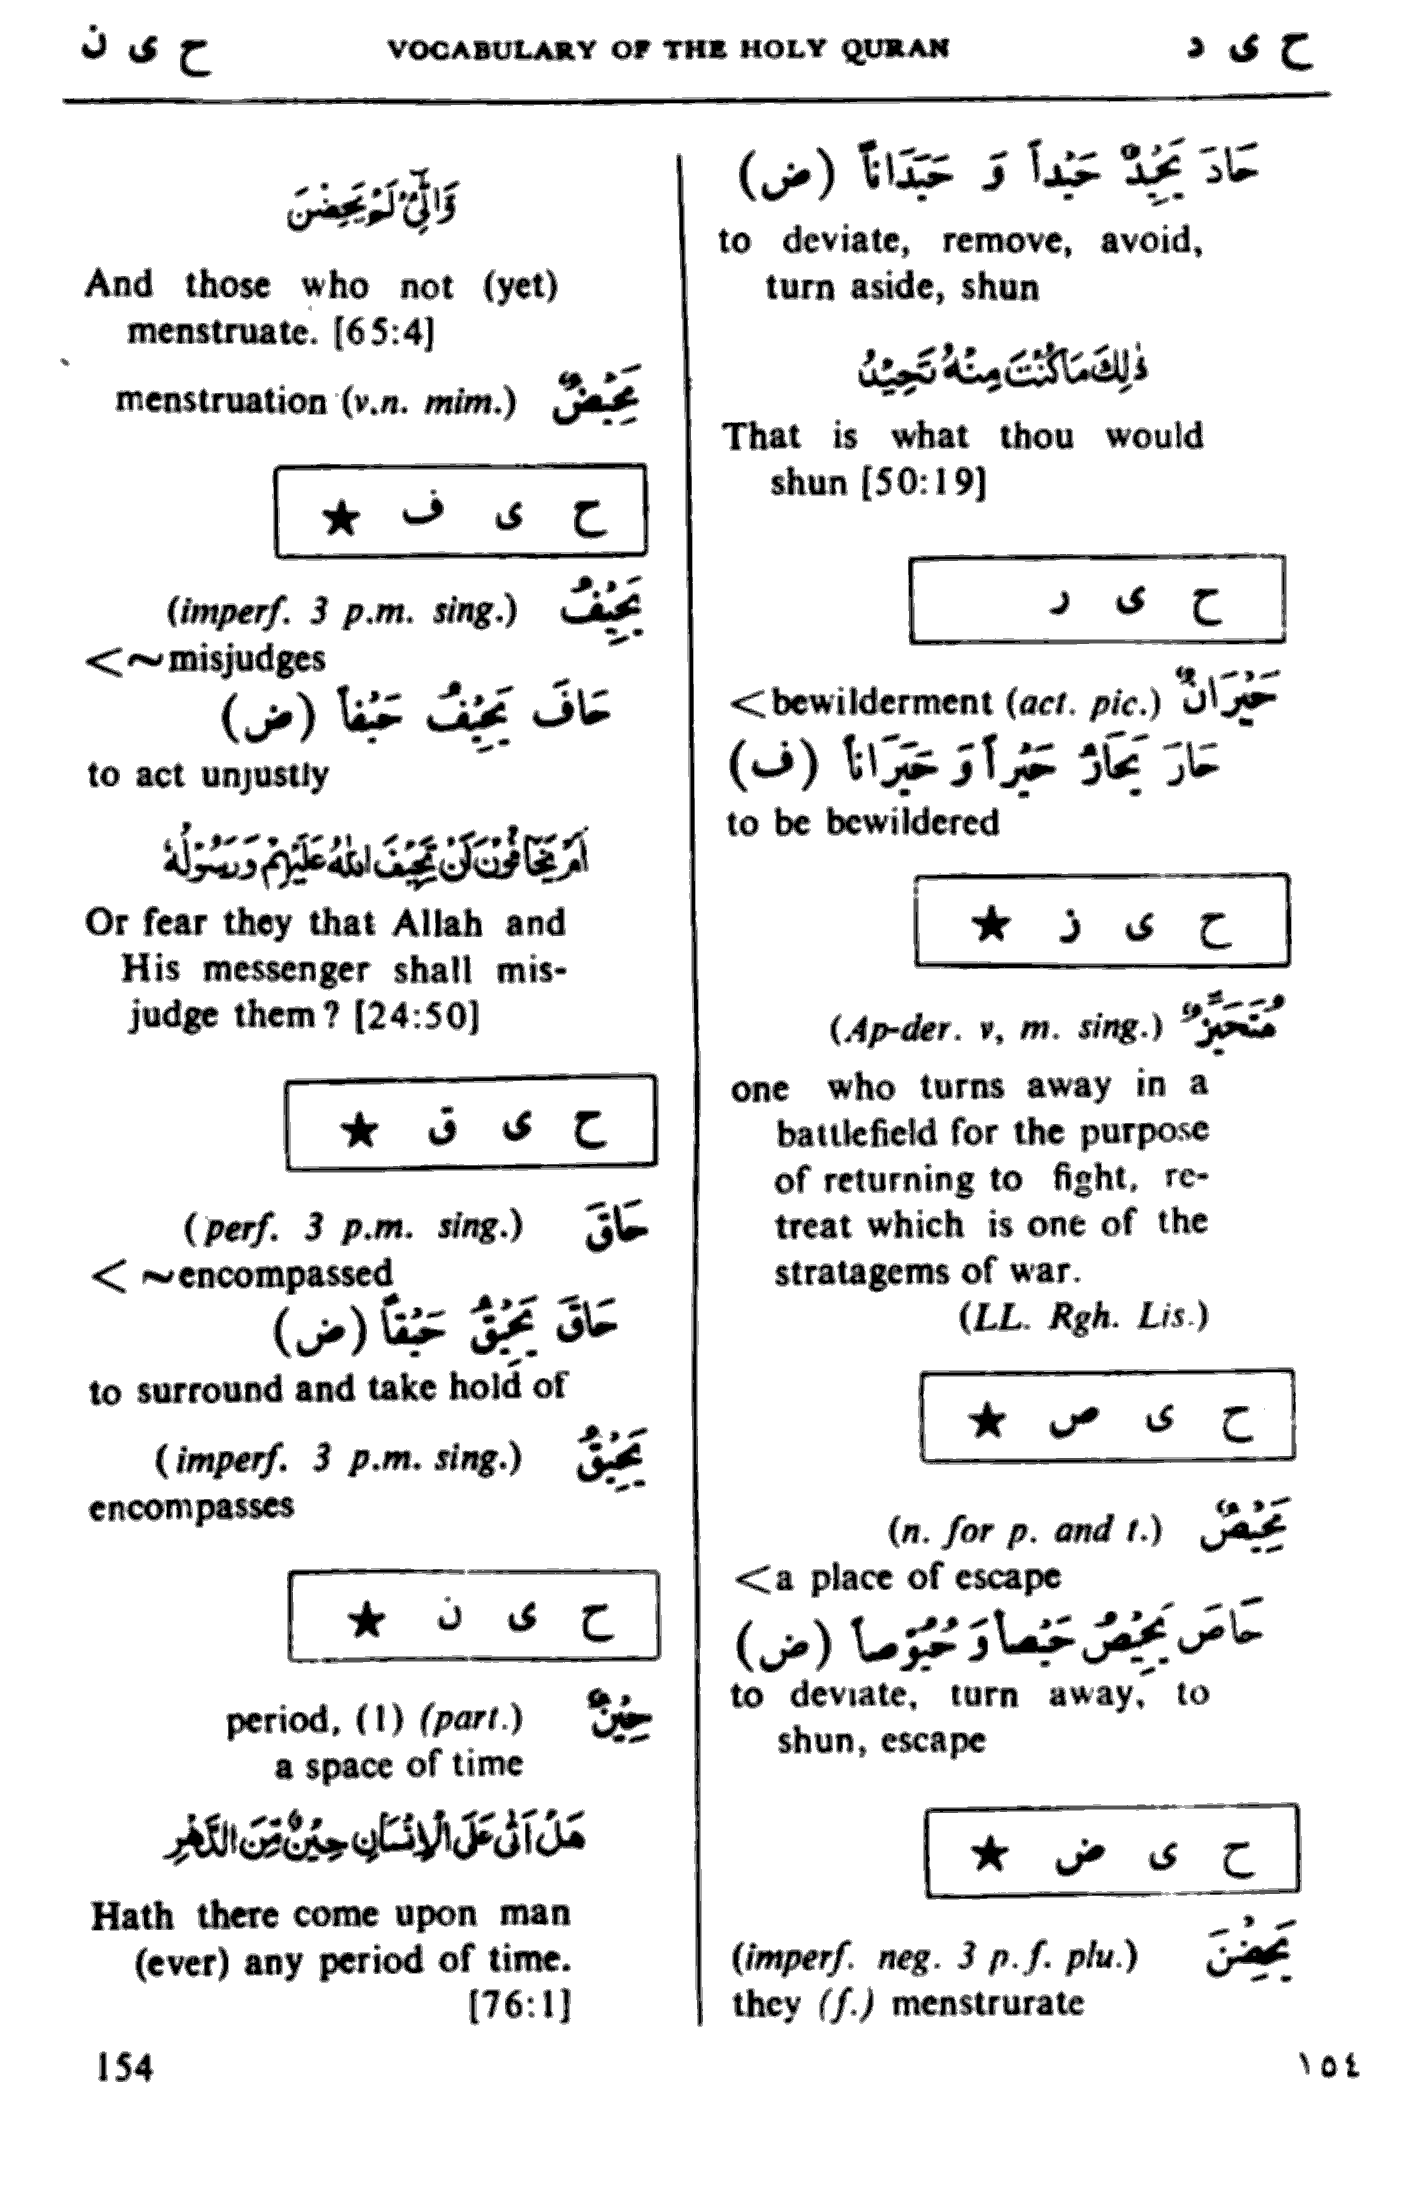 ح ی ن VOCABULARY OF THE HOLY QURAN ح ی د
حَادَ يَحِيْدُ حَيْداً وَ حَيَدَاناً (ض)
to deviate, remove, avoid,
turn aside, shun
ذٰلِكَ مَا كُنْتَ مِنْهُ تَحِيْدُ
That is what thou would
shun [50:19]
ح ی ر
<bewilderment (act. pic.) حَيْرَانٌ
حَارَ يَحَارُ حَيْراً وَ حَيَرَاناً (ف)
to be bewildered
ح ی ز ★
(Ap-der. v, m. sing.) مُتَحَيِّزٌ
one who turns away in a
battlefield for the purpose
of returning to fight, re-
treat which is one of the
stratagems of war.
(LL. Rgh. Lis.)
ح ی ص ★
(n. for p. and t.) مَحِيْصٌ
<a place of escape
حَاصَ يَحِيْصُ حَيْصاً وَ حُيُوْصاً (ض)
to deviate, turn away, to
shun, escape
ح ی ض ★
(imperf. neg. 3 p.f. plu.) يَحِضْنَ
they (f.) menstrurate
وَالّٰٓـِٔيْ لَمْ يَحِضْنَ
And those who not (yet)
menstruate. [65:4]
menstruation (v.n. mim.) مَحِيْضٌ
ح ی ف ★
(imperf. 3 p.m. sing.) يَحِيْفُ
<~misjudges
حَافَ يَحِيْفُ حَيْفاً (ض)
to act unjustly
اَمْ يَخَافُوْنَ اَنْ يَّحِيْفَ اللّٰهُ عَلَيْهِمْ وَرَسُوْلُهٗ
Or fear they that Allah and
His messenger shall mis-
judge them? [24:50]
ح ی ق ★
(perf. 3 p.m. sing.) حَاقَ
< ~encompassed
حَاقَ يَحِيْقُ حَيْقاً (ض)
to surround and take hold of
(imperf. 3 p.m. sing.) يَحِيْقُ
encompasses
ح ی ن ★
period, (1) (part.) حِيْنٌ
a space of time
هَلْ اَتٰى عَلَى الْاِنْسَانِ حِيْنٌ مِّنَ الدَّهْرِ
Hath there come upon man
(ever) any period of time.
[76:1]
154 ١٥٤